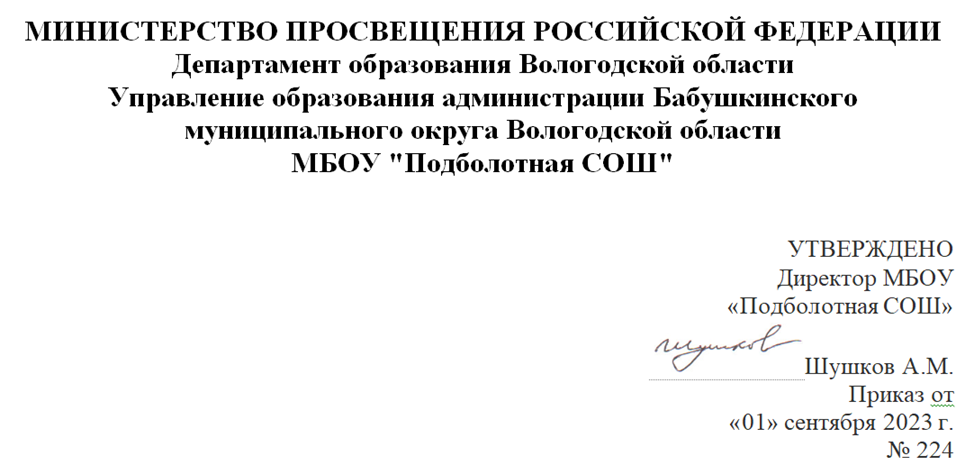 МИНИСТЕРСТВО ПРОСВЕЩЕНИЯ РОССИЙСКОЙ ФЕДЕРАЦИИ
Департамент образования Вологодской области
Управление образования администрации Бабушкинского
муниципального округа Вологодской области
МБОУ "Подболотная СОШ"
УТВЕРЖДЕНО
Директор МБОУ
«Подболотная СОШ»
шушков
Шушков А.М.
Приказ от
«01» сентября 2023 г.
№ 224